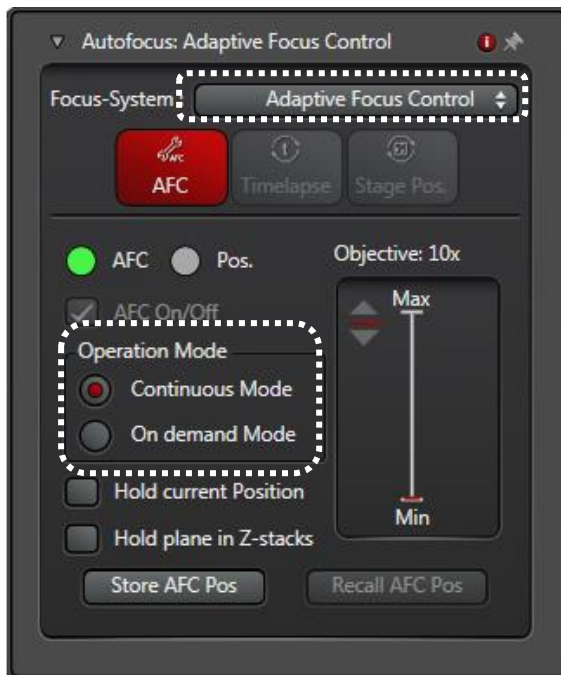 Autofocus: Adaptive Focus Control
Focus-System: Adaptive Focus Control
AFC
AFC Timelapse Stage Pos.
AFC Pos. Objective: 10x
AFC On/Off
Max
Operation Mode
Continuous Mode
On demand Mode
Hold current Position
Min
Hold plane in Z-stacks
Store AFC Pos Recall AFC Pos